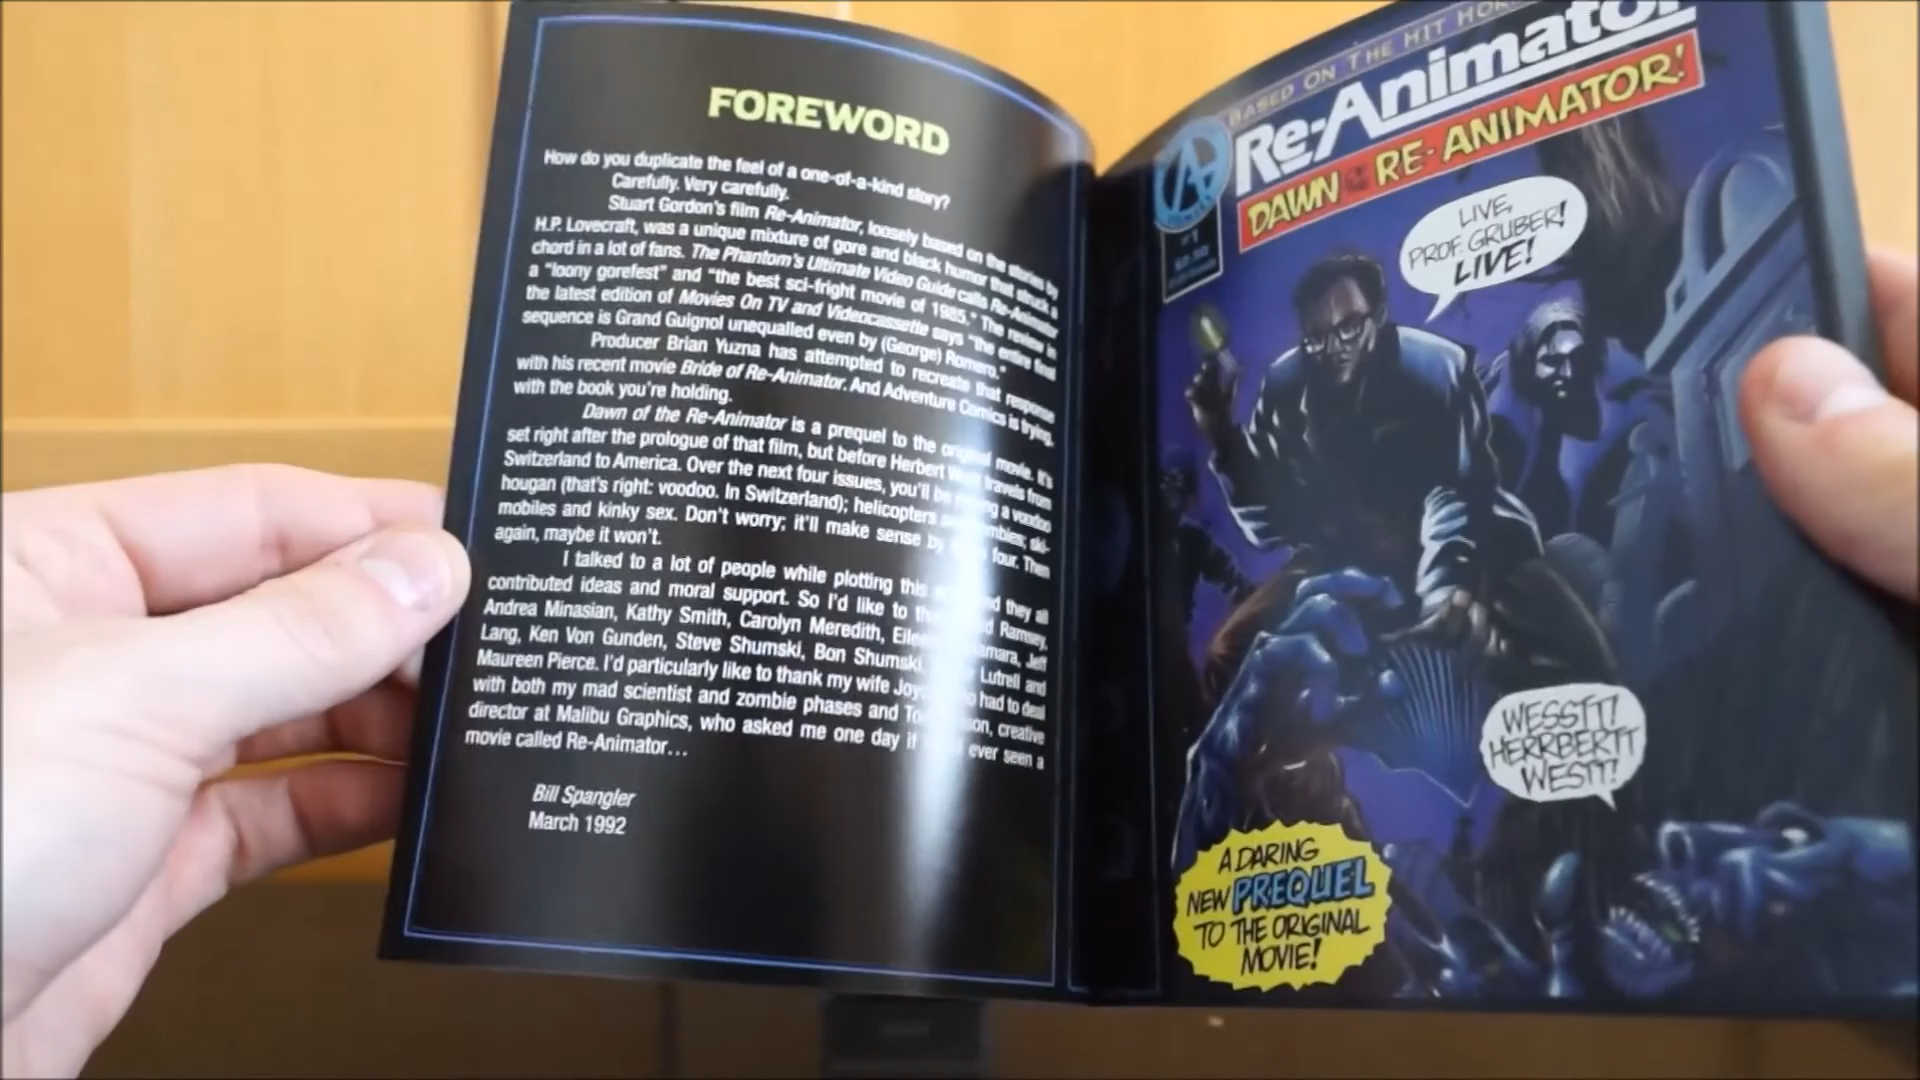 FOREWORD
How do you duplicate the feel of a one-of-a-kind story?
Carefully. Very carefully.
Stuart Gordon's film Re-Animator, loosely based on the stories by
H.P. Lovecraft, was a unique mixture of gore and black humor that struck a
chord in a lot of fans. The Phantom's Ultimate Video Guide calls Re-Animator
a "loony gorefest" and "the best sci-fright movie of 1985." The review in
the latest edition of Movies On TV and Videocassette says "the entire final
sequence is Grand Guignol unequalled even by (George) Romero."
Producer Brian Yuzna has attempted to recreate that response
with his recent movie Bride of Re-Animator. And Adventure Comics is trying,
with the book you're holding.
Dawn of the Re-Animator is a prequel to the original movie. It's
set right after the prologue of that film, but before Herbert West travels from
Switzerland to America. Over the next four issues, you'll be a voodoo
hougan (that's right: voodoo. In Switzerland); helicopters ski-
mobiles and kinky sex. Don't worry; it'll make sense by four. Then
again, maybe it won't.
I talked to a lot of people while plotting this they all
contributed ideas and moral support. So I'd like to Ramsey,
Andrea Minasian, Kathy Smith, Carolyn Meredith, Jeff
Lang, Ken Von Gunden, Steve Shumski, Bon Shumski, Lutrell and
Maureen Pierce. I'd particularly like to thank my wife had to deal
with both my mad scientist and zombie phases and creative
director at Malibu Graphics, who asked me one day if ever seen a
movie called Re-Animator...
Bill Spangler
March 1992
BASED ON THE HIT
Re-Animator
DAWN OF THE RE-ANIMATOR!
#1
LIVE,
PROF. GRUBER!
LIVE!
WESSTT!
HERRBERTT
WESTT!
A DARING
NEW PREQUEL
TO THE ORIGINAL
MOVIE!